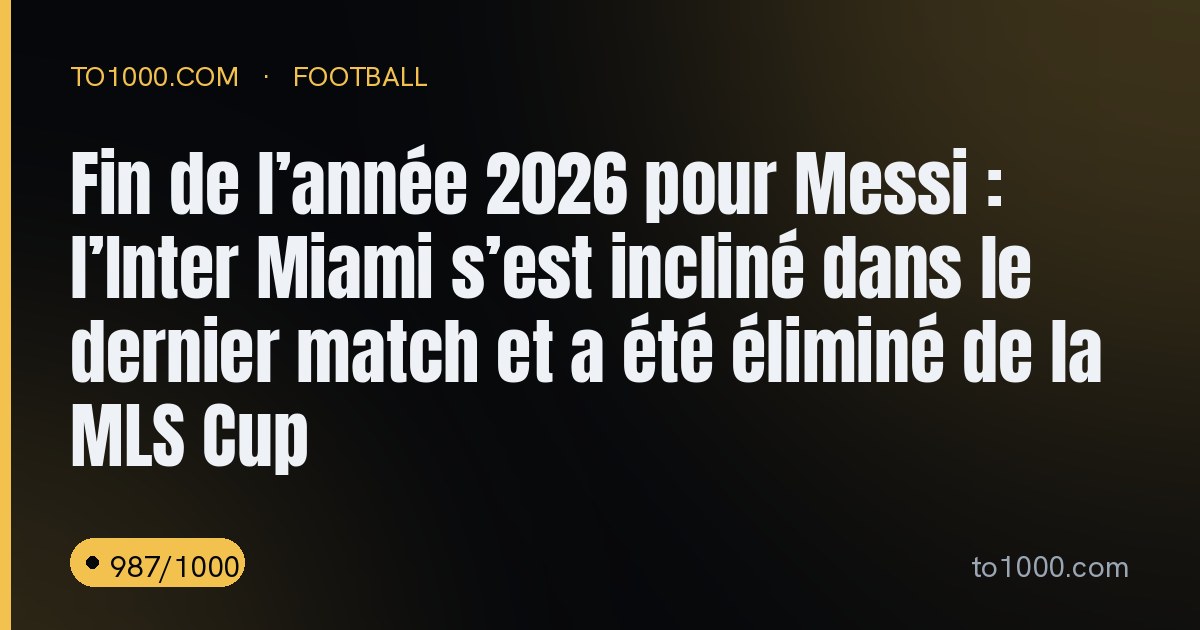 TO1000.COM · FOOTBALL
Fin de l’année 2026 pour Messi :
l’Inter Miami s’est incliné dans le
dernier match et a été éliminé de la
MLS Cup
987/1000
to1000.com